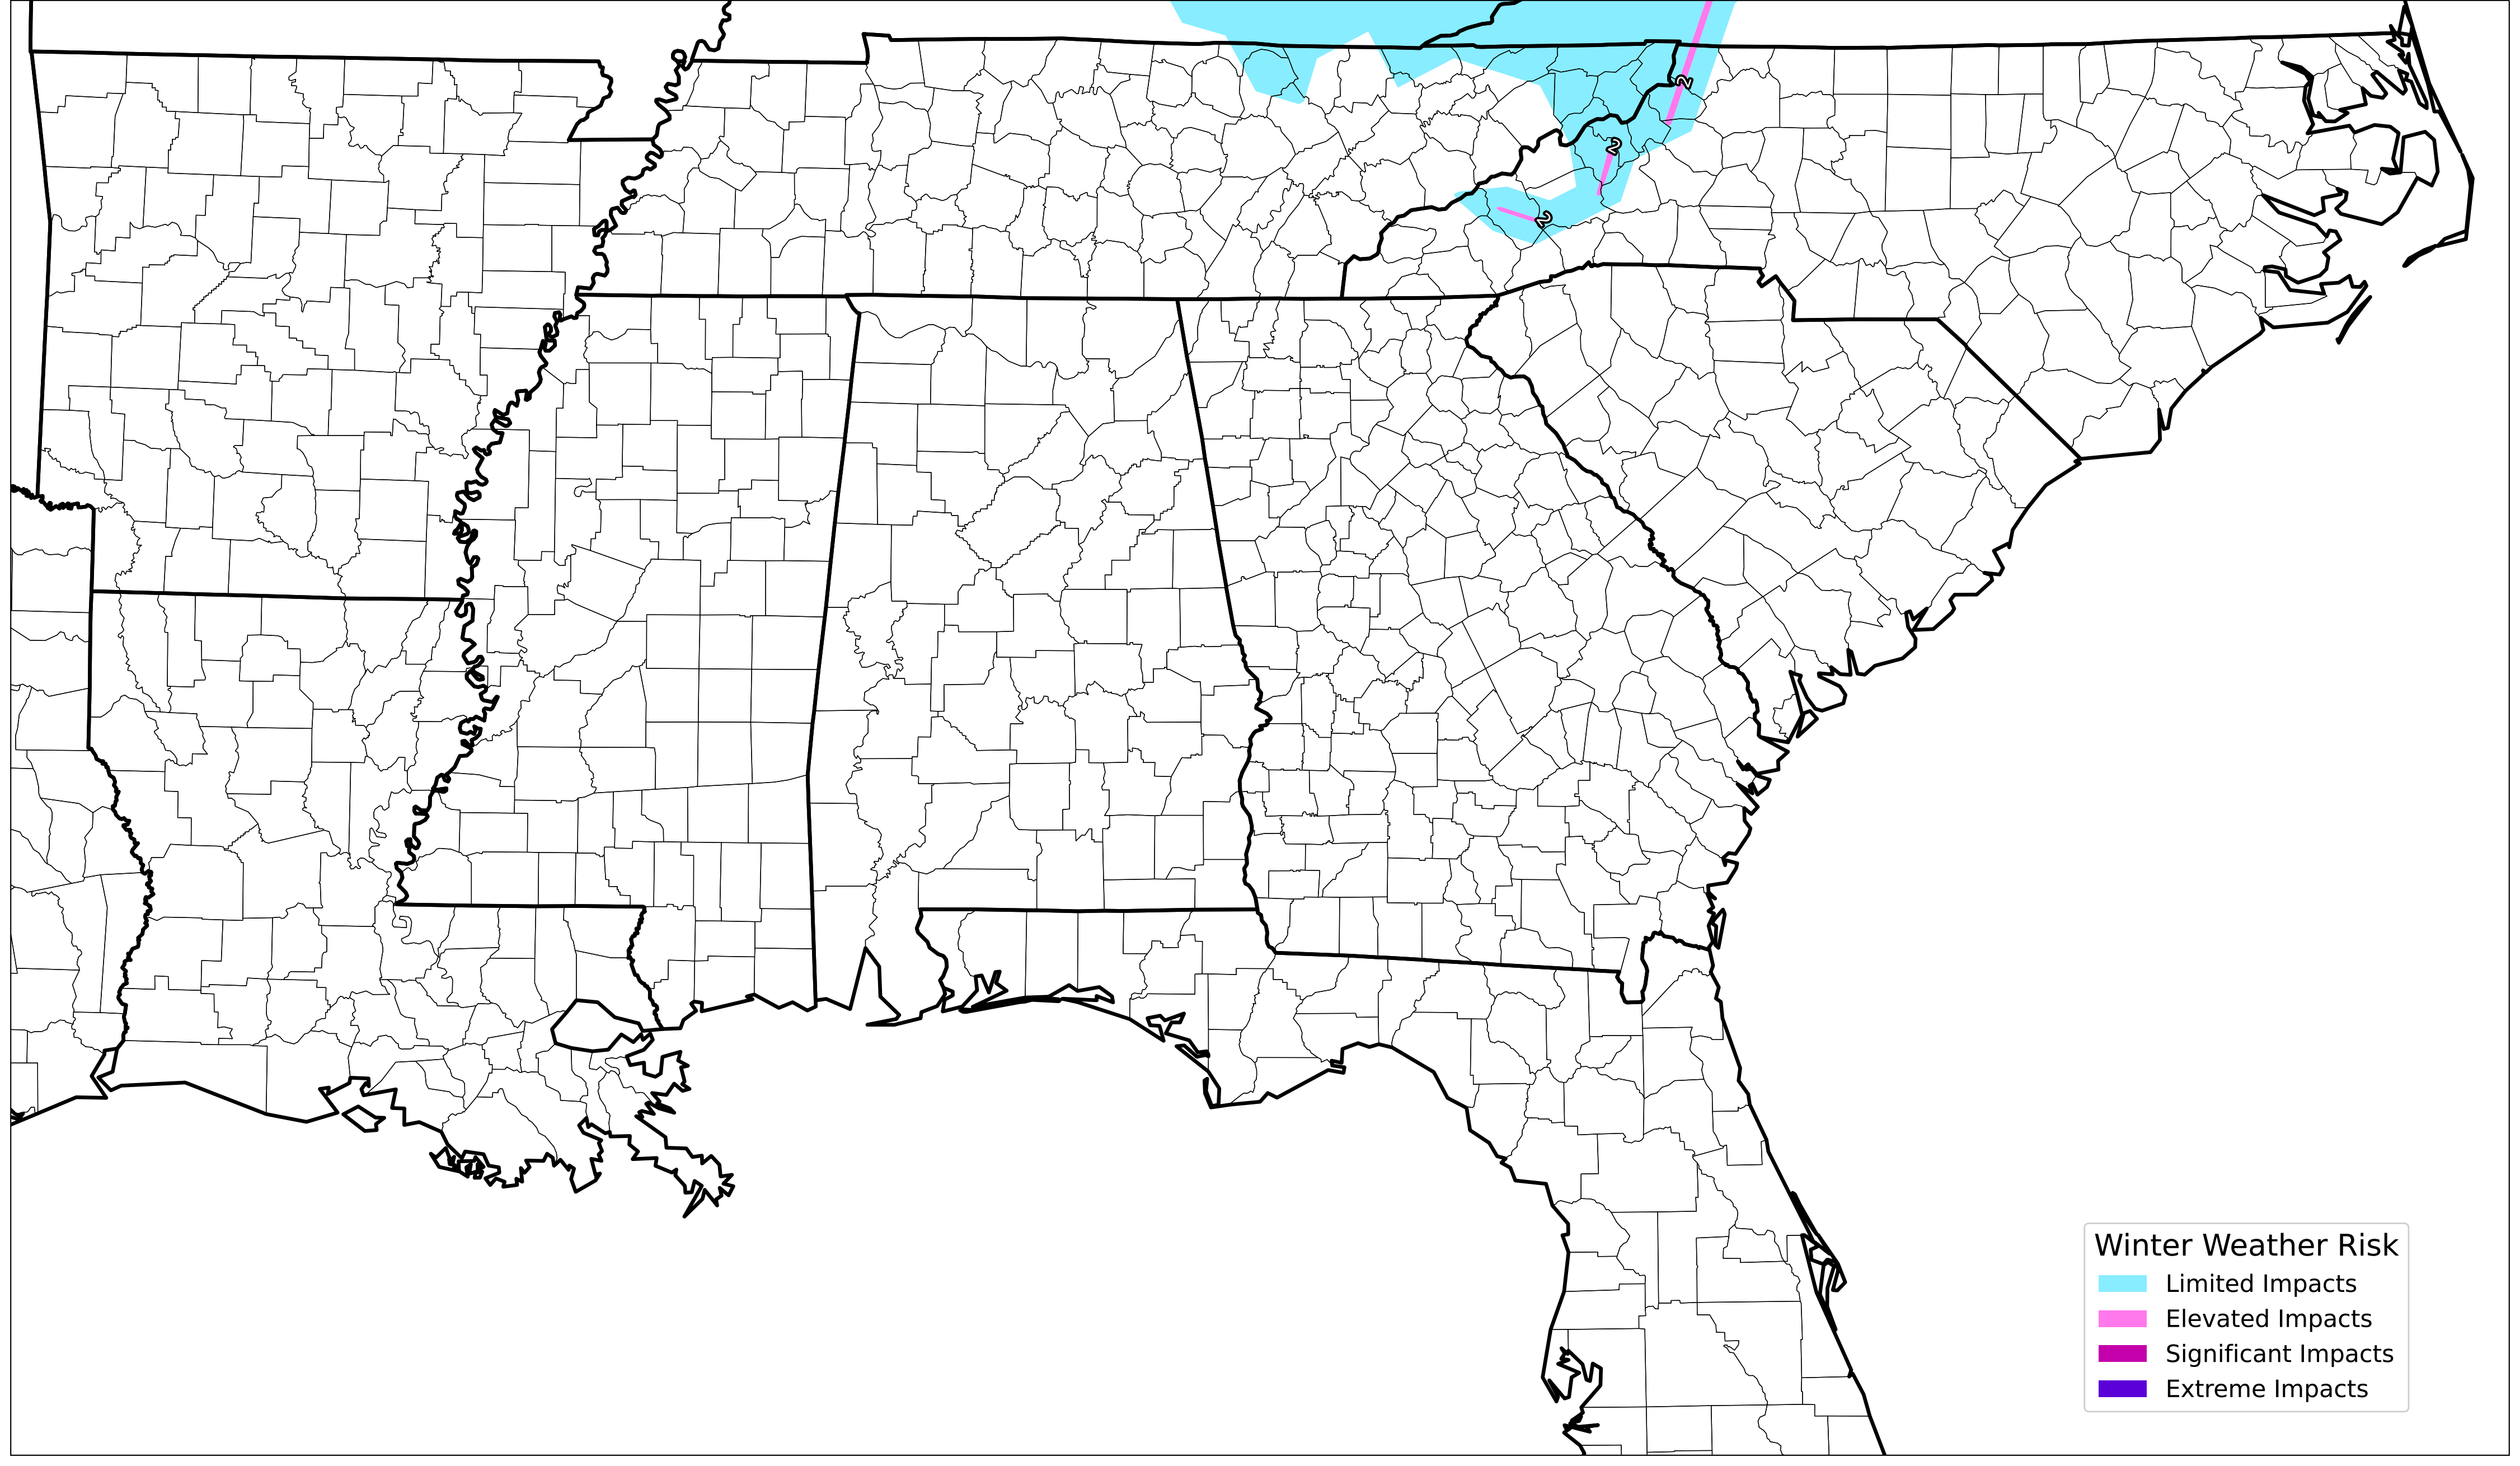 2
2
2
Winter Weather Risk
Limited Impacts
Elevated Impacts
Significant Impacts
Extreme Impacts